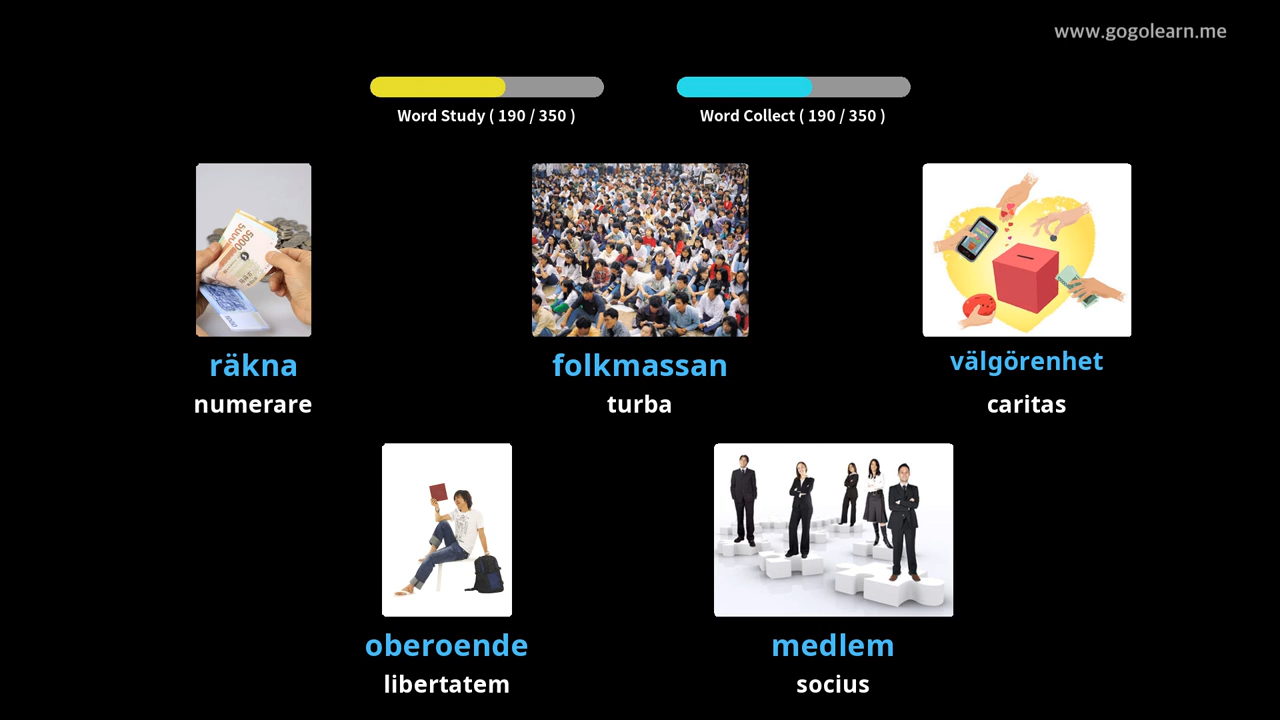 www.gogolearn.me
Word Study ( 190 / 350 )
Word Collect ( 190 / 350 )
räkna
numerare
folkmassan
turba
välgörenhet
caritas
oberoende
libertatem
medlem
socius